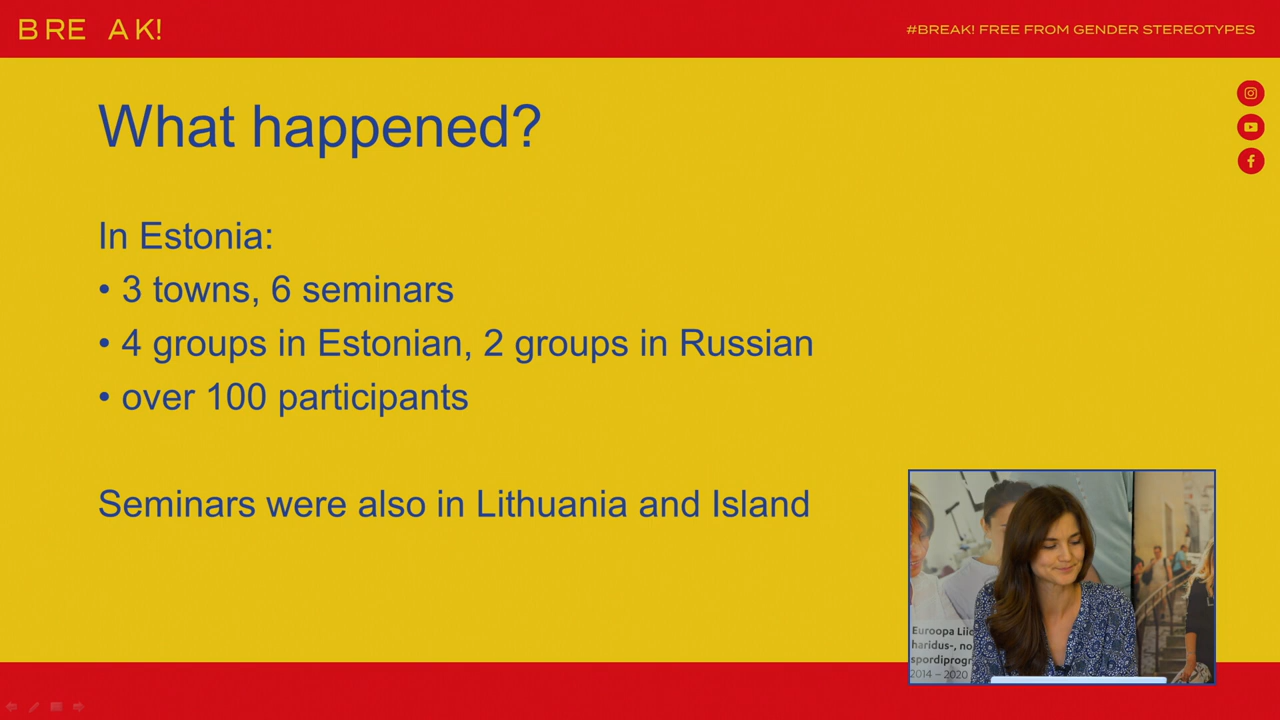 BRE AK!
#BREAK! FREE FROM GENDER STEREOTYPES
What happened?
In Estonia:
• 3 towns, 6 seminars
• 4 groups in Estonian, 2 groups in Russian
• over 100 participants
Seminars were also in Lithuania and Island
Euroopa Liid
haridus-, no
spordiprogr
2014 – 2020